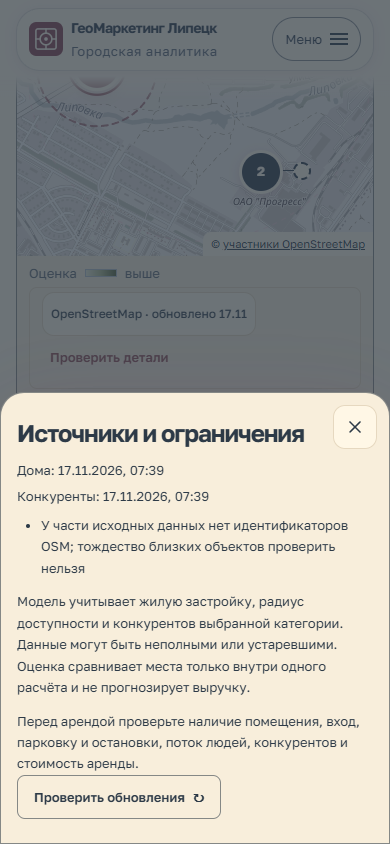 ГеоМаркетинг Липецк
Городская аналитика
Меню
Липовка
Липовка
2
ОАО "Прогресс"
© участники OpenStreetMap
Оценка выше
OpenStreetMap · обновлено 17.11
Проверить детали
Источники и ограничения
Дома: 17.11.2026, 07:39
Конкуренты: 17.11.2026, 07:39
• У части исходных данных нет идентификаторов
OSM; тождество близких объектов проверить
нельзя
Модель учитывает жилую застройку, радиус
доступности и конкурентов выбранной категории.
Данные могут быть неполными или устаревшими.
Оценка сравнивает места только внутри одного
расчёта и не прогнозирует выручку.
Перед арендой проверьте наличие помещения, вход,
парковку и остановки, поток людей, конкурентов и
стоимость аренды.
Проверить обновления ↻